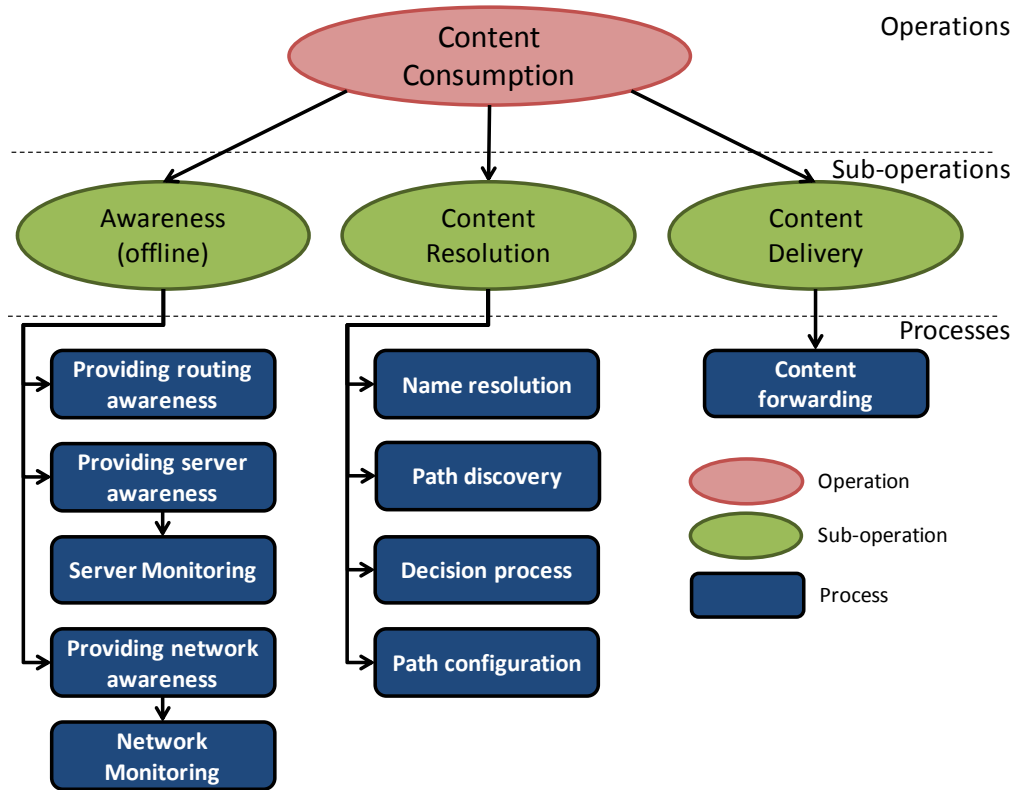 Content
Consumption
Operations
Sub-operations
Awareness
(offline)
Content
Resolution
Content
Delivery
Processes
Providing routing
awareness
Providing server
awareness
Server Monitoring
Providing network
awareness
Network
Monitoring
Name resolution
Path discovery
Decision process
Path configuration
Content
forwarding
Operation
Sub-operation
Process